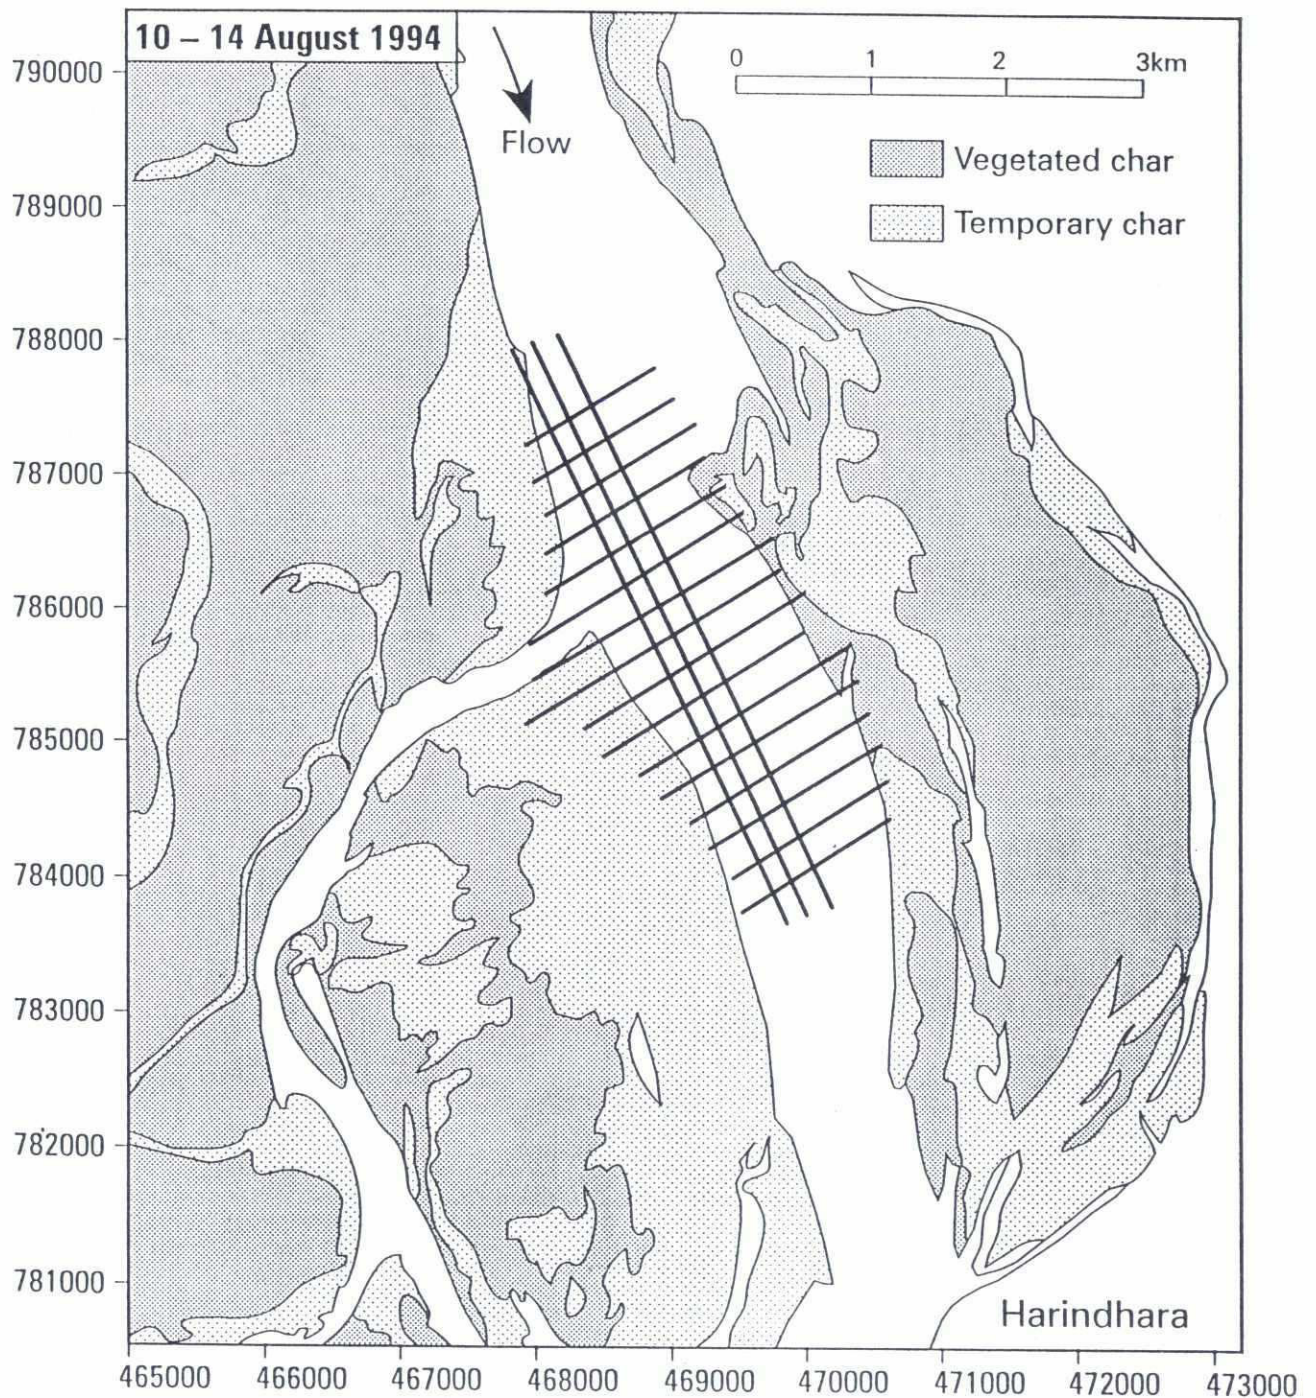 10 – 14 August 1994
0 1 2 3km
Flow
Vegetated char
Temporary char
790000
789000
788000
787000
786000
785000
784000
783000
782000
781000
Harindhara
465000 466000 467000 468000 469000 470000 471000 472000 473000